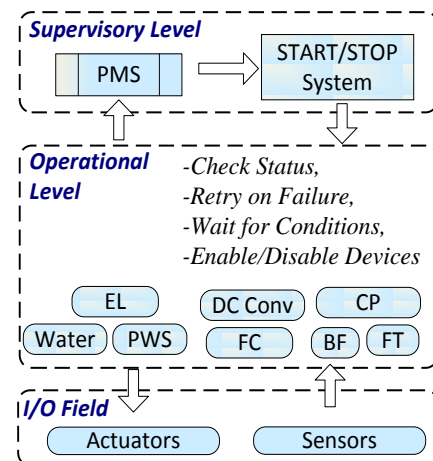 Supervisory Level
PMS
START/STOP
System
Operational
Level
-Check Status,
-Retry on Failure,
-Wait for Conditions,
-Enable/Disable Devices
EL
DC Conv
CP
Water
PWS
FC
BF
FT
I/O Field
Actuators
Sensors